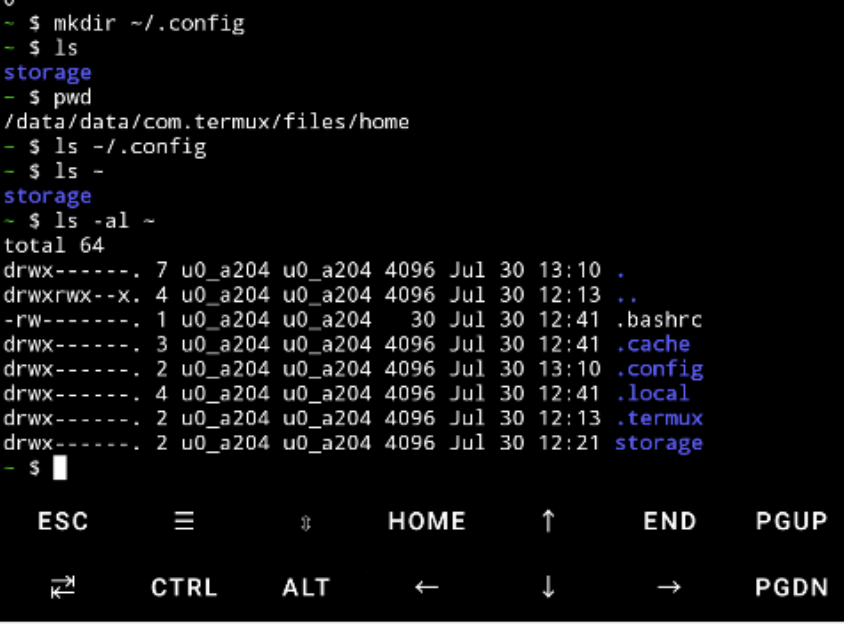 ~ $ mkdir ~/.config
~ $ ls
storage
~ $ pwd
/data/data/com.termux/files/home
~ $ ls ~/.config
~ $ ls ~
storage
~ $ ls -al ~
total 64
drwx------. 7 u0_a204 u0_a204 4096 Jul 30 13:10 .
drwxrwx--x. 4 u0_a204 u0_a204 4096 Jul 30 12:13 ..
-rw-------. 1 u0_a204 u0_a204   30 Jul 30 12:41 .bashrc
drwx------. 3 u0_a204 u0_a204 4096 Jul 30 12:41 .cache
drwx------. 2 u0_a204 u0_a204 4096 Jul 30 13:10 .config
drwx------. 4 u0_a204 u0_a204 4096 Jul 30 12:41 .local
drwx------. 2 u0_a204 u0_a204 4096 Jul 30 12:13 .termux
drwx------. 2 u0_a204 u0_a204 4096 Jul 30 12:21 storage
~ $
ESC ☰ ⇳ HOME ↑ END PGUP
CTRL ALT ← ↓ → PGDN